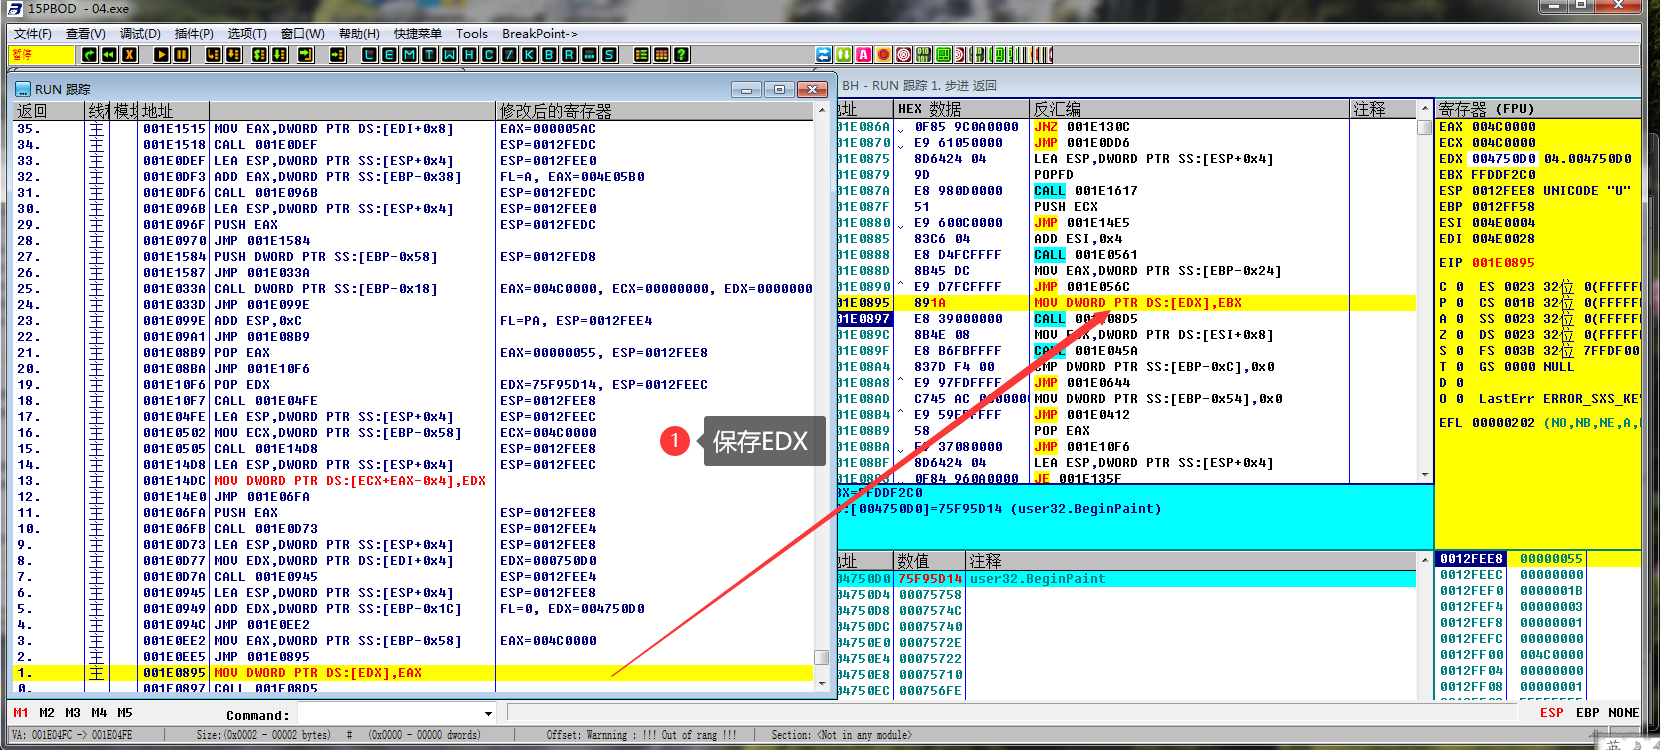 15PBOD - 04.exe
文件(F) 查看(V) 调试(D) 插件(P) 选项(T) 窗口(W) 帮助(H) 快捷菜单 Tools BreakPoint->
暂停 L E M T W H C / K B R ... S
RUN 跟踪
返回 线程 模块 地址 修改后的寄存器
35. 主 001E1515 MOV EAX,DWORD PTR DS:[EDI+0x8] EAX=000005AC
34. 主 001E1518 CALL 001E0DEF ESP=0012FEDC
33. 主 001E0DEF LEA ESP,DWORD PTR SS:[ESP+0x4] ESP=0012FEE0
32. 主 001E0DF3 ADD EAX,DWORD PTR SS:[EBP-0x38] FL=A, EAX=004E05B0
31. 主 001E0DF6 CALL 001E096B ESP=0012FEDC
30. 主 001E096B LEA ESP,DWORD PTR SS:[ESP+0x4] ESP=0012FEE0
29. 主 001E096F PUSH EAX ESP=0012FEDC
28. 主 001E0970 JMP 001E1584
27. 主 001E1584 PUSH DWORD PTR SS:[EBP-0x58] ESP=0012FED8
26. 主 001E1587 JMP 001E033A
25. 主 001E033A CALL DWORD PTR SS:[EBP-0x18] EAX=004C0000, ECX=00000000, EDX=0000000
24. 主 001E033D JMP 001E099E
23. 主 001E099E ADD ESP,0xC FL=PA, ESP=0012FEE4
22. 主 001E09A1 JMP 001E08B9
21. 主 001E08B9 POP EAX EAX=00000055, ESP=0012FEE8
20. 主 001E08BA JMP 001E10F6
19. 主 001E10F6 POP EDX EDX=75F95D14, ESP=0012FEEC
18. 主 001E10F7 CALL 001E04FE ESP=0012FEE8
17. 主 001E04FE LEA ESP,DWORD PTR SS:[ESP+0x4] ESP=0012FEEC
16. 主 001E0502 MOV ECX,DWORD PTR SS:[EBP-0x58] ECX=004C0000
15. 主 001E0505 CALL 001E14D8 ESP=0012FEE8
14. 主 001E14D8 LEA ESP,DWORD PTR SS:[ESP+0x4] ESP=0012FEEC
13. 主 001E14DC MOV DWORD PTR DS:[ECX+EAX-0x4],EDX
12. 主 001E14E0 JMP 001E06FA
11. 主 001E06FA PUSH EAX ESP=0012FEE8
10. 主 001E06FB CALL 001E0D73 ESP=0012FEE4
9. 主 001E0D73 LEA ESP,DWORD PTR SS:[ESP+0x4] ESP=0012FEE8
8. 主 001E0D77 MOV EDX,DWORD PTR DS:[EDI+0x4] EDX=000750D0
7. 主 001E0D7A CALL 001E0945 ESP=0012FEE4
6. 主 001E0945 LEA ESP,DWORD PTR SS:[ESP+0x4] ESP=0012FEE8
5. 主 001E0949 ADD EDX,DWORD PTR SS:[EBP-0x1C] FL=0, EDX=004750D0
4. 主 001E094C JMP 001E0EE2
3. 主 001E0EE2 MOV EAX,DWORD PTR SS:[EBP-0x58] EAX=004C0000
2. 主 001E0EE5 JMP 001E0895
1. 主 001E0895 MOV DWORD PTR DS:[EDX],EAX
0. 主 001E0897 CALL 001E08D5
1 保存EDX
BH - RUN 跟踪 1. 步进 返回
址 HEX 数据 反汇编 注释
01E086A 0F85 9C0A0000 JNZ 001E130C
01E0870 E9 61050000 JMP 001E0DD6
01E0875 8D6424 04 LEA ESP,DWORD PTR SS:[ESP+0x4]
01E0879 9D POPFD
01E087A E8 980D0000 CALL 001E1617
01E087F 51 PUSH ECX
01E0880 E9 600C0000 JMP 001E14E5
01E0885 83C6 04 ADD ESI,0x4
01E0888 E8 D4FCFFFF CALL 001E0561
01E088D 8B45 DC MOV EAX,DWORD PTR SS:[EBP-0x24]
01E0890 E9 D7FCFFFF JMP 001E056C
01E0895 891A MOV DWORD PTR DS:[EDX],EBX
01E0897 E8 39000000 CALL 08D5
01E089C 8B4E 08 MOV ECX,DWORD PTR DS:[ESI+0x8]
01E089F E8 B6FBFFFF CALL 001E045A
01E08A4 837D F4 00 CMP DWORD PTR SS:[EBP-0xC],0x0
01E08A8 E9 97FDFFFF JMP 001E0644
01E08AD C745 AC 000000 MOV DWORD PTR SS:[EBP-0x54],0x0
01E08B4 E9 59FBFFFF JMP 001E0412
01E08B9 58 POP EAX
01E08BA E9 37080000 JMP 001E10F6
01E08BF 8D6424 04 LEA ESP,DWORD PTR SS:[ESP+0x4]
0F84 960A0000 JE 001E135F
BX=FFDDF2C0
:[004750D0]=75F95D14 (user32.BeginPaint)
址 数值 注释
04750D0 75F95D14 user32.BeginPaint
04750D4 00075758
04750D8 0007574C
04750DC 00075740
04750E0 0007572E
04750E4 00075722
04750E8 00075710
04750EC 000756FE
寄存器 (FPU)
EAX 004C0000
ECX 004C0000
EDX 004750D0 04.004750D0
EBX FFDDF2C0
ESP 0012FEE8 UNICODE "U"
EBP 0012FF58
ESI 004E0004
EDI 004E0028
EIP 001E0895
C 0 ES 0023 32位 0(FFFFFF
P 0 CS 001B 32位 0(FFFFFF
A 0 SS 0023 32位 0(FFFFFF
Z 0 DS 0023 32位 0(FFFFFF
S 0 FS 003B 32位 7FFDF00
T 0 GS 0000 NULL
D 0
O 0 LastErr ERROR_SXS_KE
EFL 00000202 (NO,NB,NE,A,
0012FEE8 00000055
0012FEEC 00000000
0012FEF0 0000001B
0012FEF4 00000003
0012FEF8 00000001
0012FEFC 00000000
0012FF00 004C0000
0012FF04 00000000
0012FF08 00000001
M1 M2 M3 M4 M5 Command: ESP EBP NONE
VA: 001E04FC -> 001E04FE Size:(0x0002 - 00002 bytes) # (0x0000 - 00000 dwords) Offset: Warnning : !!! Out of rang !!! Section: <Not in any module>
英